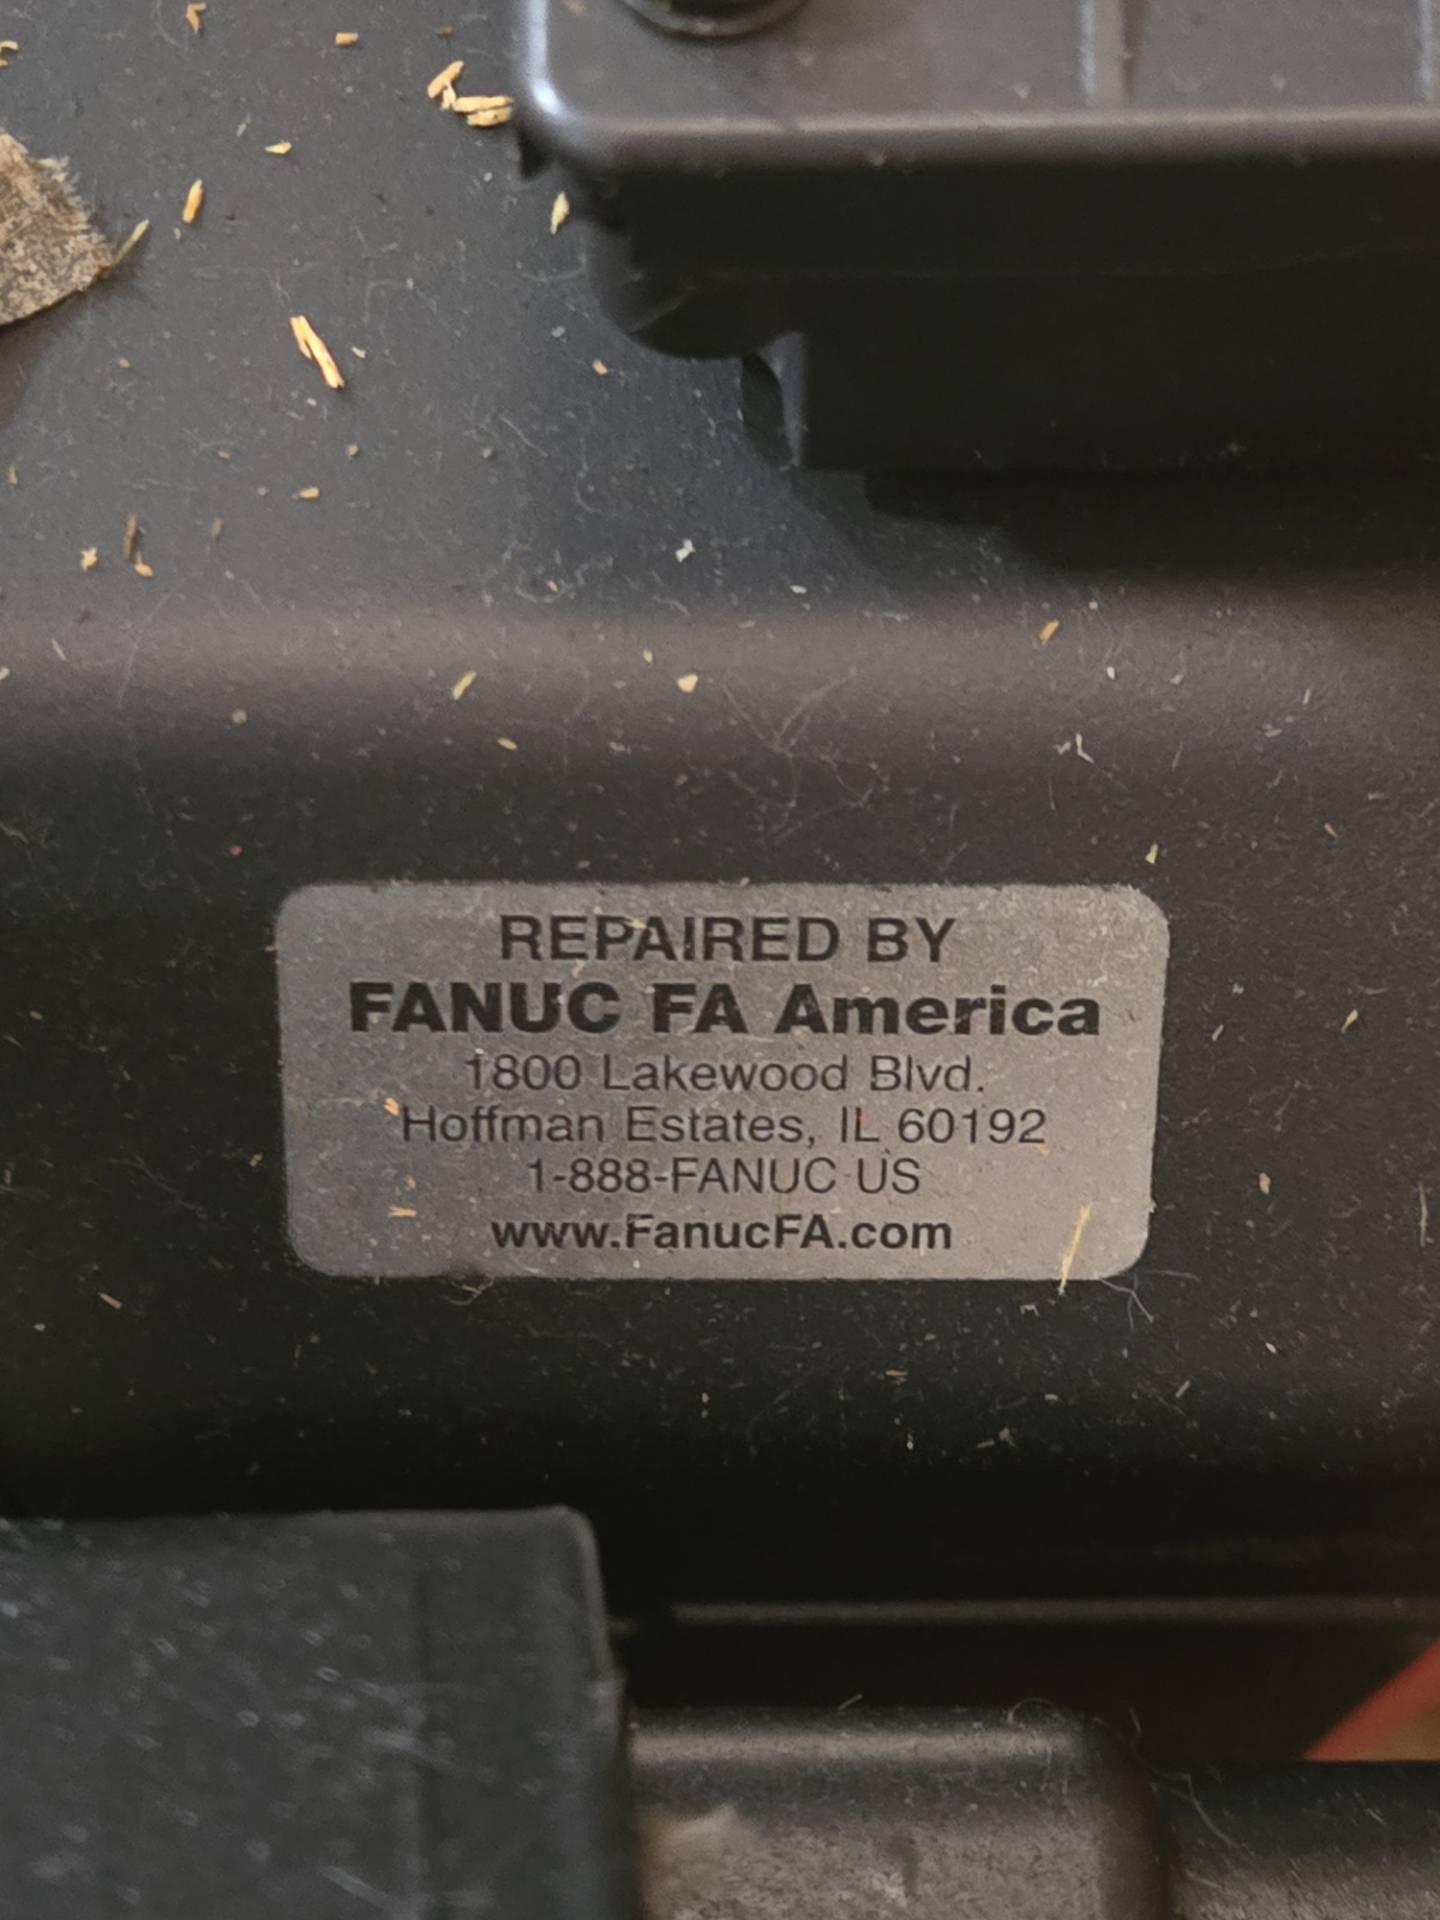 REPAIRED BY
FANUC FA America
1800 Lakewood Blvd.
Hoffman Estates, IL 60192
1-888-FANUC US
www.FanucFA.com